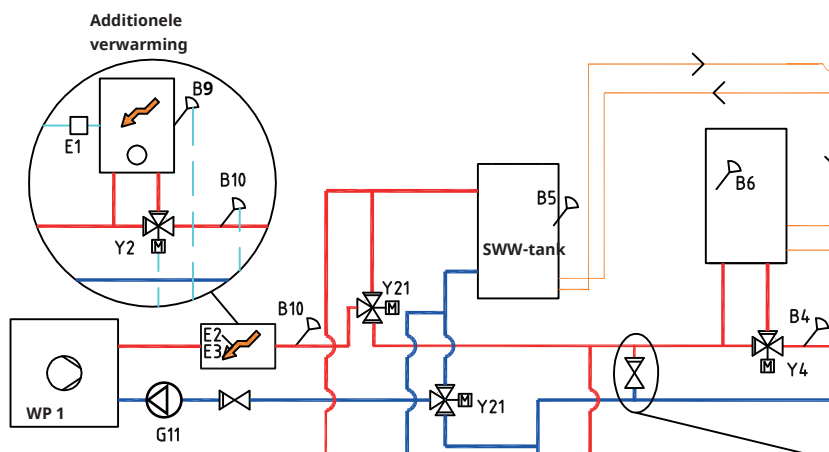 Additionele
verwarming
B9
E1
B10
Y2
M
B5
SWW-tank
B6
E2
E3
B10
Y21
M
B4
M
Y4
WP 1
G11
M
Y21